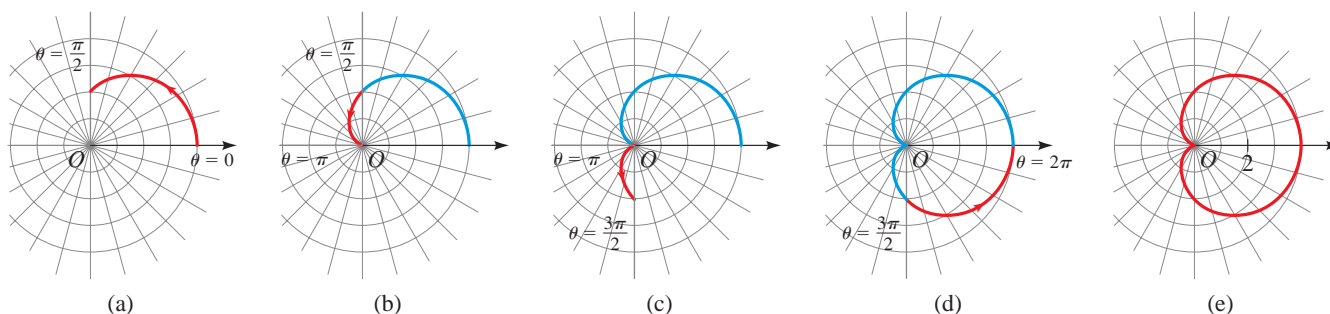 θ = π/2
O
θ = 0
(a)
θ = π/2
θ = π
O
(b)
θ = π
O
θ = 3π/2
(c)
O
θ = 2π
θ = 3π/2
(d)
O
2
(e)